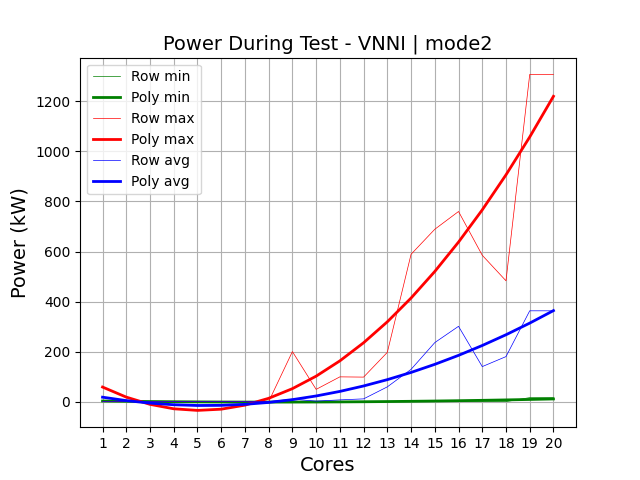 Power During Test - VNNI | mode2
Row min
Poly min
Row max
Poly max
Row avg
Poly avg
Power (kW)
1200
1000
800
600
400
200
0
1 2 3 4 5 6 7 8 9 10 11 12 13 14 15 16 17 18 19 20
Cores